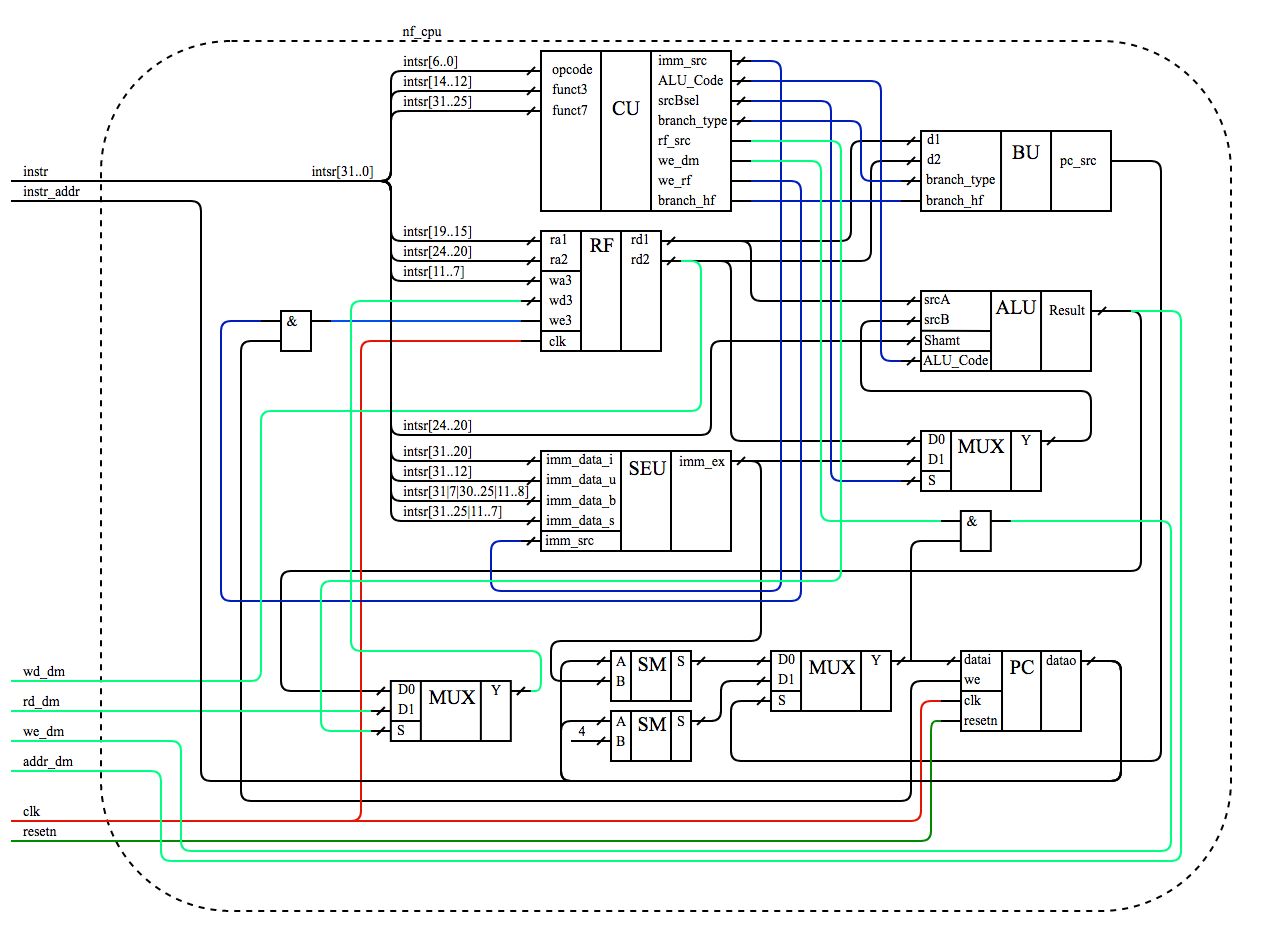 nf_cpu
intsr[6..0]
intsr[14..12]
intsr[31..25]
opcode
funct3
funct7
CU
imm_src
ALU_Code
srcBsel
branch_type
rf_src
we_dm
we_rf
branch_hf
d1
d2
branch_type
branch_hf
BU
pc_src
instr
instr_addr
intsr[31..0]
intsr[19..15]
intsr[24..20]
intsr[11..7]
ra1
ra2
wa3
wd3
we3
clk
RF
rd1
rd2
&
srcA
srcB
Shamt
ALU_Code
ALU
Result
intsr[24..20]
intsr[31..20]
intsr[31..12]
intsr[31|7|30..25|11..8]
intsr[31..25|11..7]
imm_data_i
imm_data_u
imm_data_b
imm_data_s
imm_src
SEU
imm_ex
D0
D1
S
MUX
Y
&
wd_dm
rd_dm
we_dm
addr_dm
clk
resetn
D0
D1
S
MUX
Y
A
B
SM
S
4
A
B
SM
S
D0
D1
S
MUX
Y
datai
we
clk
resetn
PC
datao